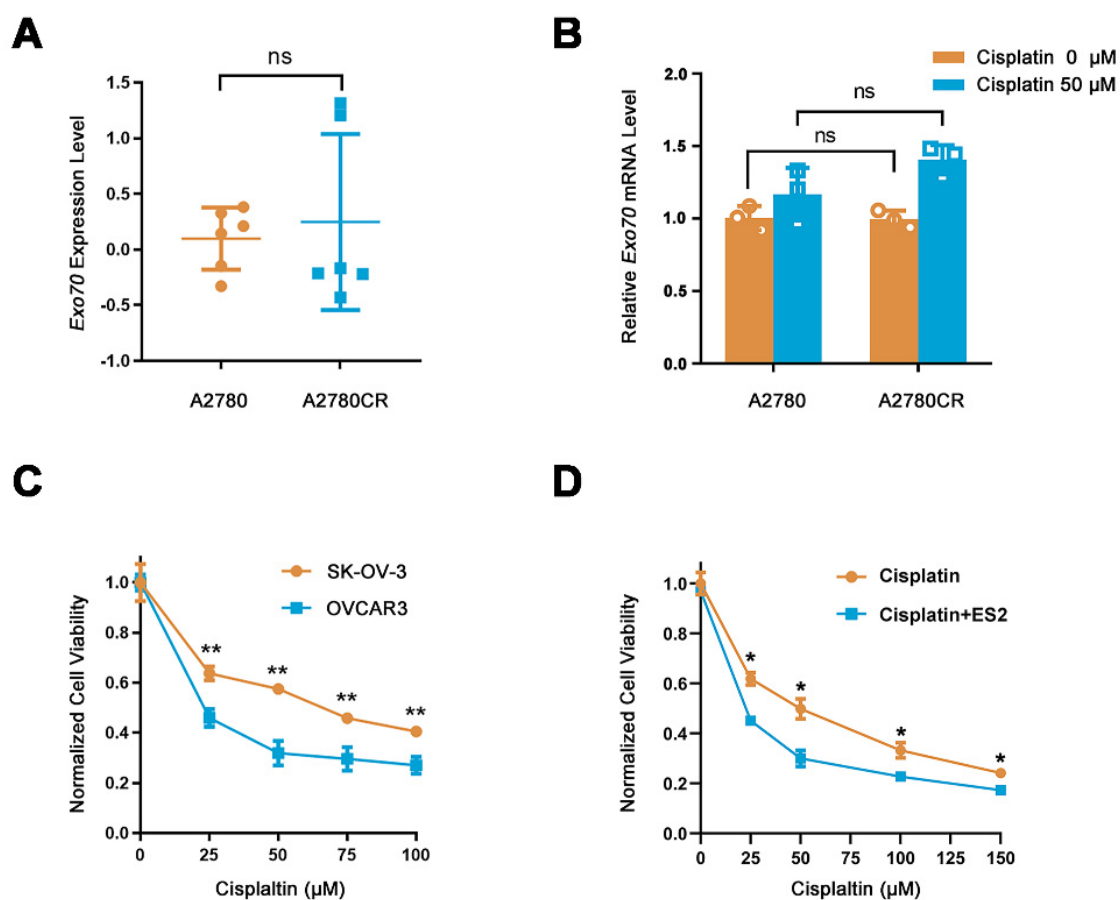 A
ns
Exo70 Expression Level
1.5
1.0
0.5
0.0
-0.5
-1.0
A2780
A2780CR
B
Cisplatin 0 μM
Cisplatin 50 μM
ns
ns
Relative Exo70 mRNA Level
2.0
1.5
1.0
0.5
0.0
A2780
A2780CR
C
SK-OV-3
OVCAR3
Normalized Cell Viability
1.0
0.8
0.6
0.4
0.2
0.0
**
**
**
**
0
25
50
75
100
Cisplaltin (μM)
D
Cisplatin
Cisplatin+ES2
Normalized Cell Viability
1.0
0.8
0.6
0.4
0.2
0.0
*
*
*
*
0
25
50
75
100
125
150
Cisplaltin (μM)